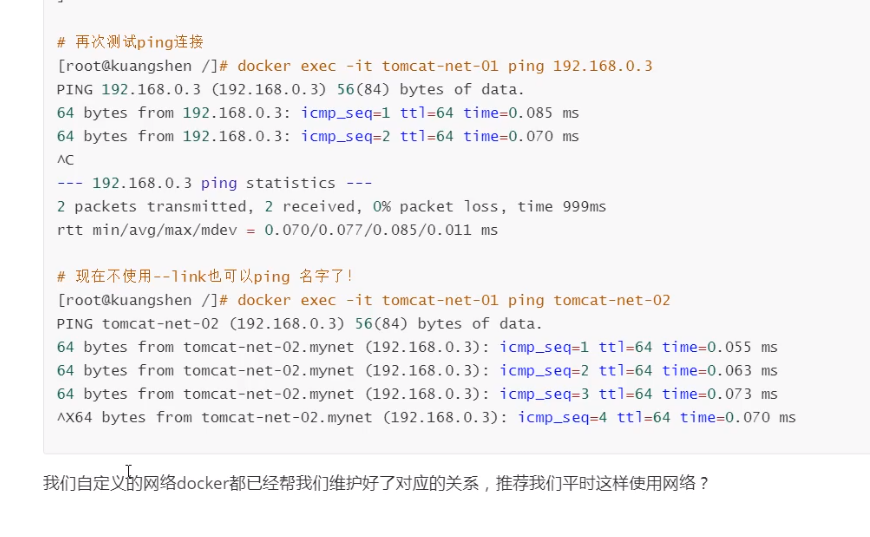 # 再次测试ping连接
[root@kuangshen /]# docker exec -it tomcat-net-01 ping 192.168.0.3
PING 192.168.0.3 (192.168.0.3) 56(84) bytes of data.
64 bytes from 192.168.0.3: icmp_seq=1 ttl=64 time=0.085 ms
64 bytes from 192.168.0.3: icmp_seq=2 ttl=64 time=0.070 ms
^C
--- 192.168.0.3 ping statistics ---
2 packets transmitted, 2 received, 0% packet loss, time 999ms
rtt min/avg/max/mdev = 0.070/0.077/0.085/0.011 ms
# 现在不使用--link也可以ping 名字了！
[root@kuangshen /]# docker exec -it tomcat-net-01 ping tomcat-net-02
PING tomcat-net-02 (192.168.0.3) 56(84) bytes of data.
64 bytes from tomcat-net-02.mynet (192.168.0.3): icmp_seq=1 ttl=64 time=0.055 ms
64 bytes from tomcat-net-02.mynet (192.168.0.3): icmp_seq=2 ttl=64 time=0.063 ms
64 bytes from tomcat-net-02.mynet (192.168.0.3): icmp_seq=3 ttl=64 time=0.073 ms
^X64 bytes from tomcat-net-02.mynet (192.168.0.3): icmp_seq=4 ttl=64 time=0.070 ms
我们自定义的网络docker都已经帮我们维护好了对应的关系，推荐我们平时这样使用网络？